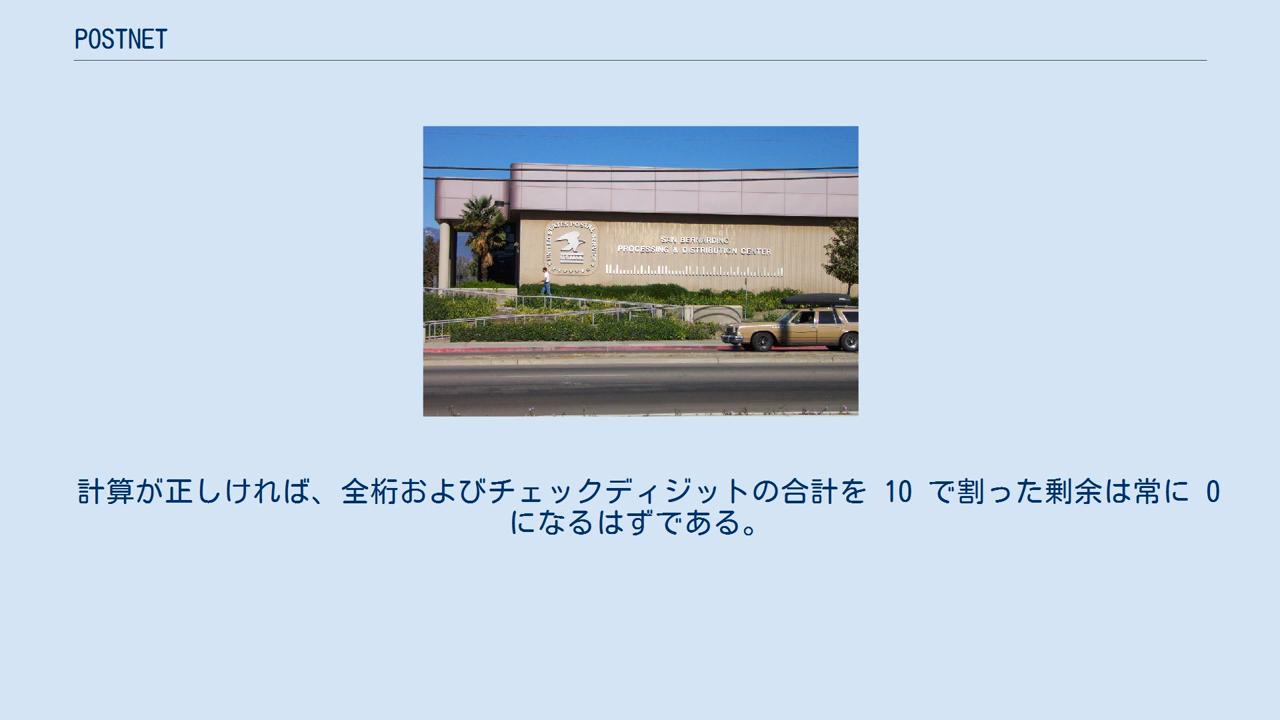 POSTNET
SAN BERNARDINO
PROCESSING & DISTRIBUTION CENTER
計算が正しければ、全桁およびチェックディジットの合計を 10 で割った剰余は常に 0
になるはずである。